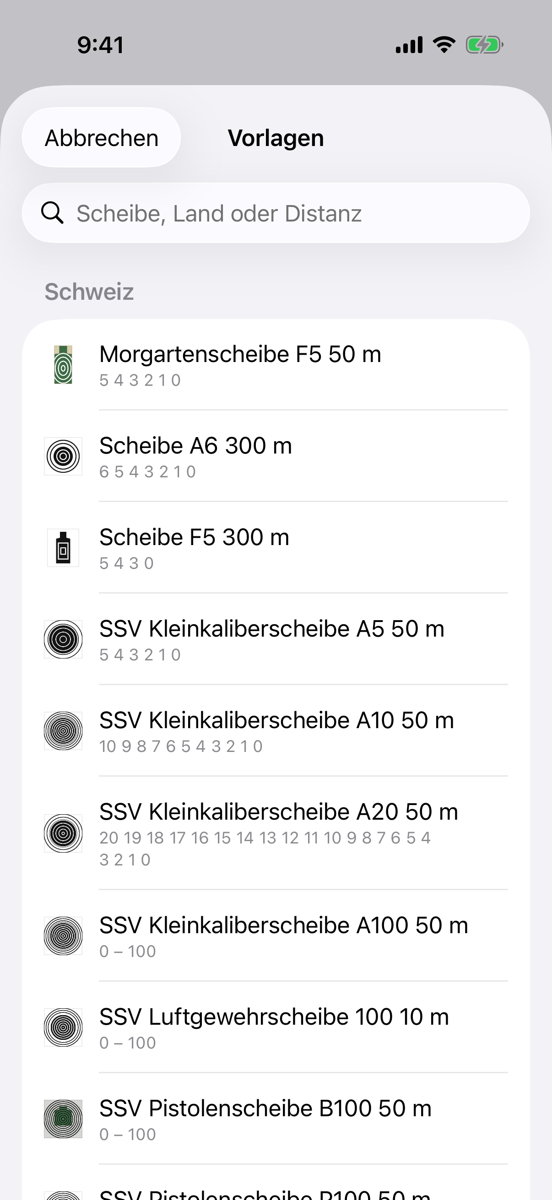 9:41
Abbrechen
Vorlagen
Scheibe, Land oder Distanz
Schweiz
Morgartenscheibe F5 50 m
5 4 3 2 1 0
Scheibe A6 300 m
6 5 4 3 2 1 0
Scheibe F5 300 m
5 4 3 0
SSV Kleinkaliberscheibe A5 50 m
5 4 3 2 1 0
SSV Kleinkaliberscheibe A10 50 m
10 9 8 7 6 5 4 3 2 1 0
SSV Kleinkaliberscheibe A20 50 m
20 19 18 17 16 15 14 13 12 11 10 9 8 7 6 5 4
3 2 1 0
SSV Kleinkaliberscheibe A100 50 m
0 – 100
SSV Luftgewehrscheibe 100 10 m
0 – 100
SSV Pistolenscheibe B100 50 m
0 – 100
SSV Pistolenscheibe P100 50 m